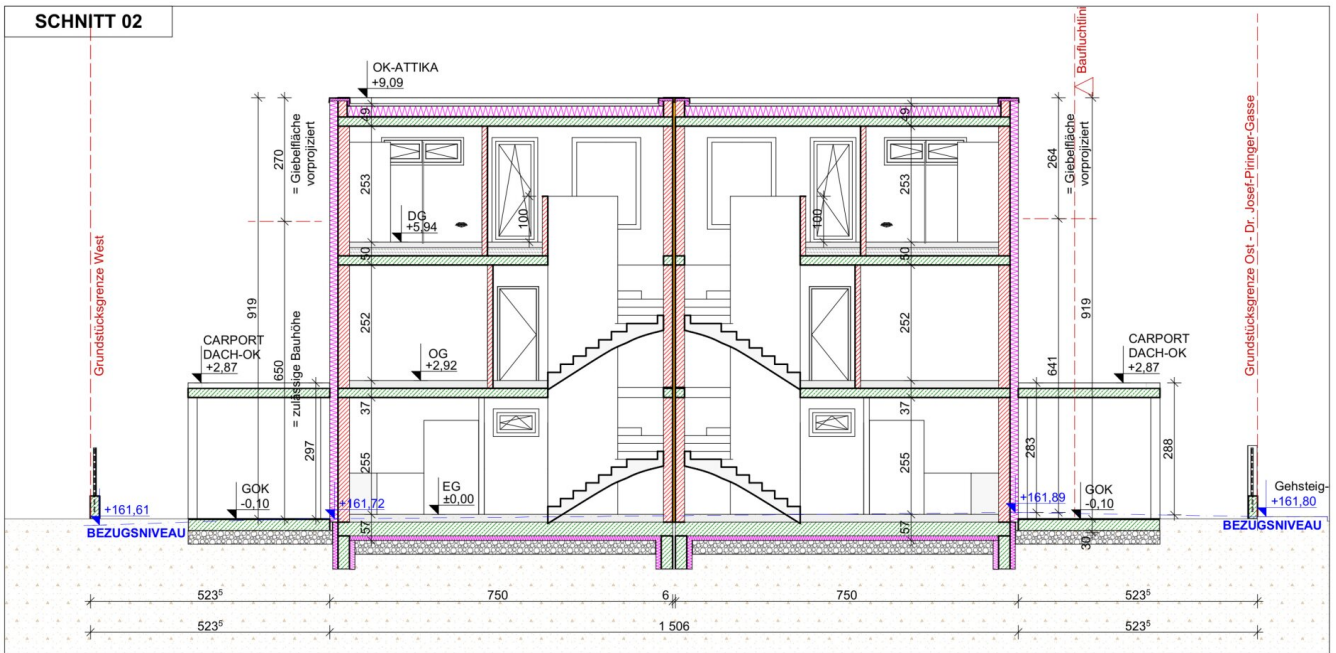 SCHNITT 02
OK-ATTIKA
+9,09
Baufluchtlini
Grundstücksgrenze West
Grundstücksgrenze Ost - Dr. Josef-Piringer-Gasse
919
270
= Giebelfläche
vorprojiziert
650
= zulässige Bauhöhe
297
49
253
50
252
37
255
57
DG
+5,94
100
OG
+2,92
EG
±0,00
CARPORT
DACH-OK
+2,87
GOK
-0,10
+161,61
BEZUGSNIVEAU
+161,72
49
253
100
50
252
37
255
57
264
= Giebelfläche
vorprojiziert
641
919
283
288
30
CARPORT
DACH-OK
+2,87
+161,89
GOK
-0,10
Gehsteig-
+161,80
BEZUGSNIVEAU
523⁵ 750 6 750 523⁵
523⁵ 1 506 523⁵